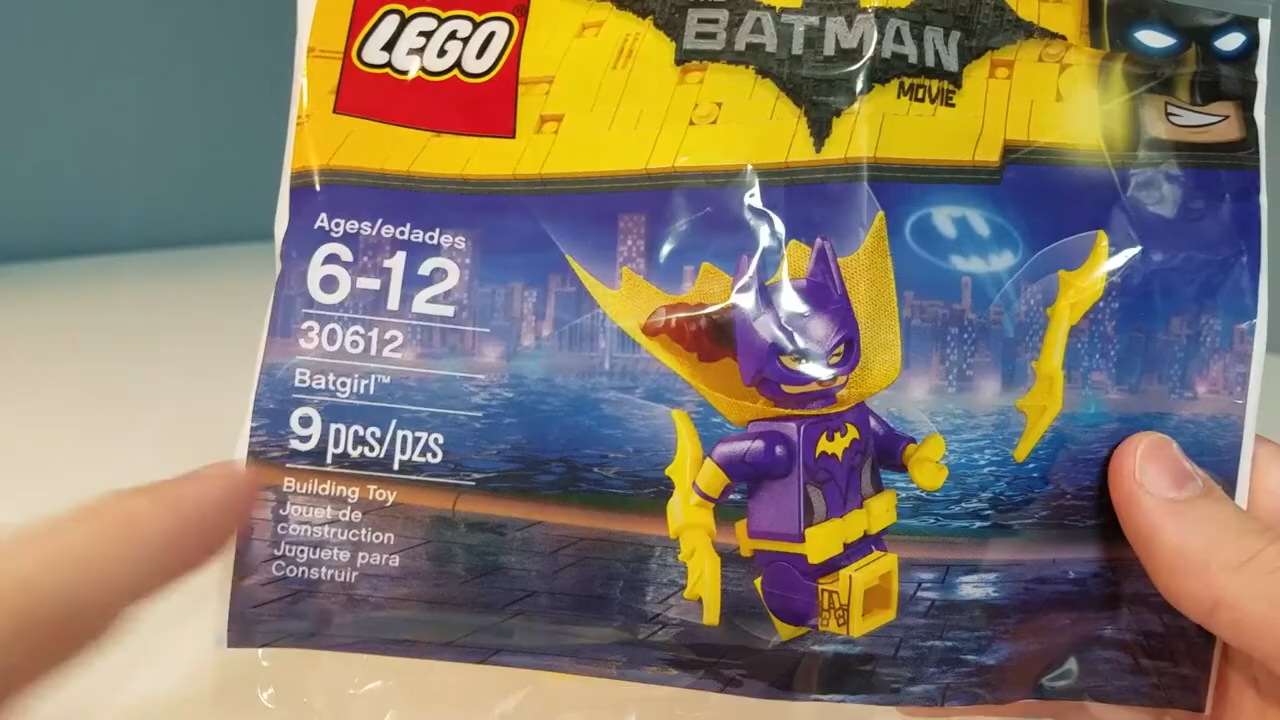 LEGO®
THE
BATMAN
MOVIE
Ages/edades
6-12
30612
Batgirl™
9 pcs/pzs
Building Toy
Jouet de
construction
Juguete para
Construir